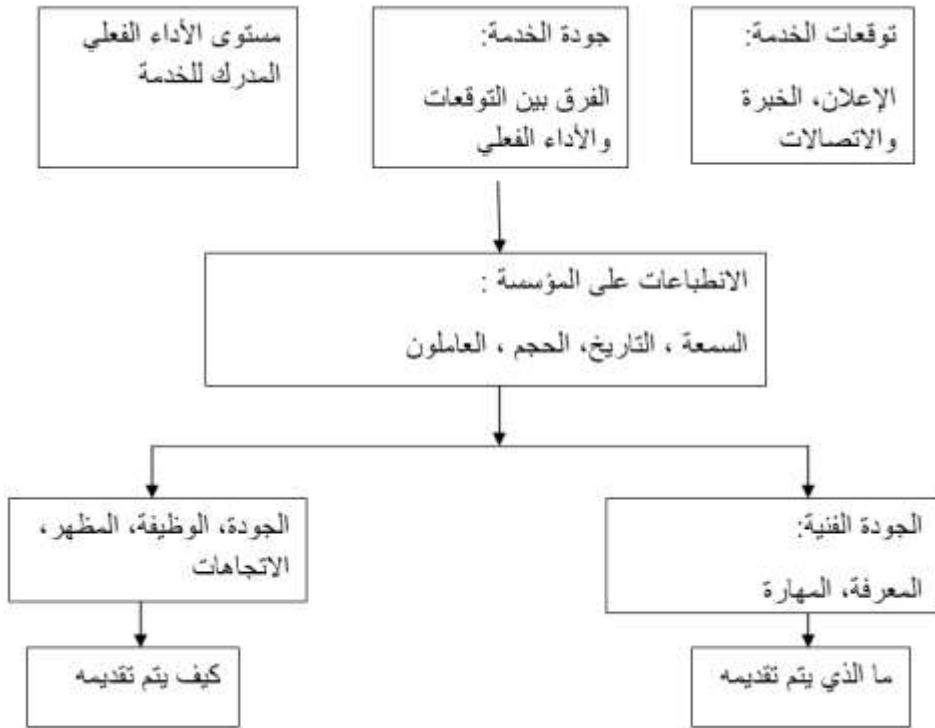 توقعات الخدمة:
الإعلان، الخبرة
والاتصالات
جودة الخدمة:
الفرق بين التوقعات
والأداء الفعلي
مستوى الأداء الفعلي
المدرك للخدمة
الانطباعات على المؤسسة :
السمعة ، التاريخ، الحجم ، العاملون
الجودة الفنية:
المعرفة، المهارة
الجودة، الوظيفة، المظهر،
الاتجاهات
ما الذي يتم تقديمه
كيف يتم تقديمه